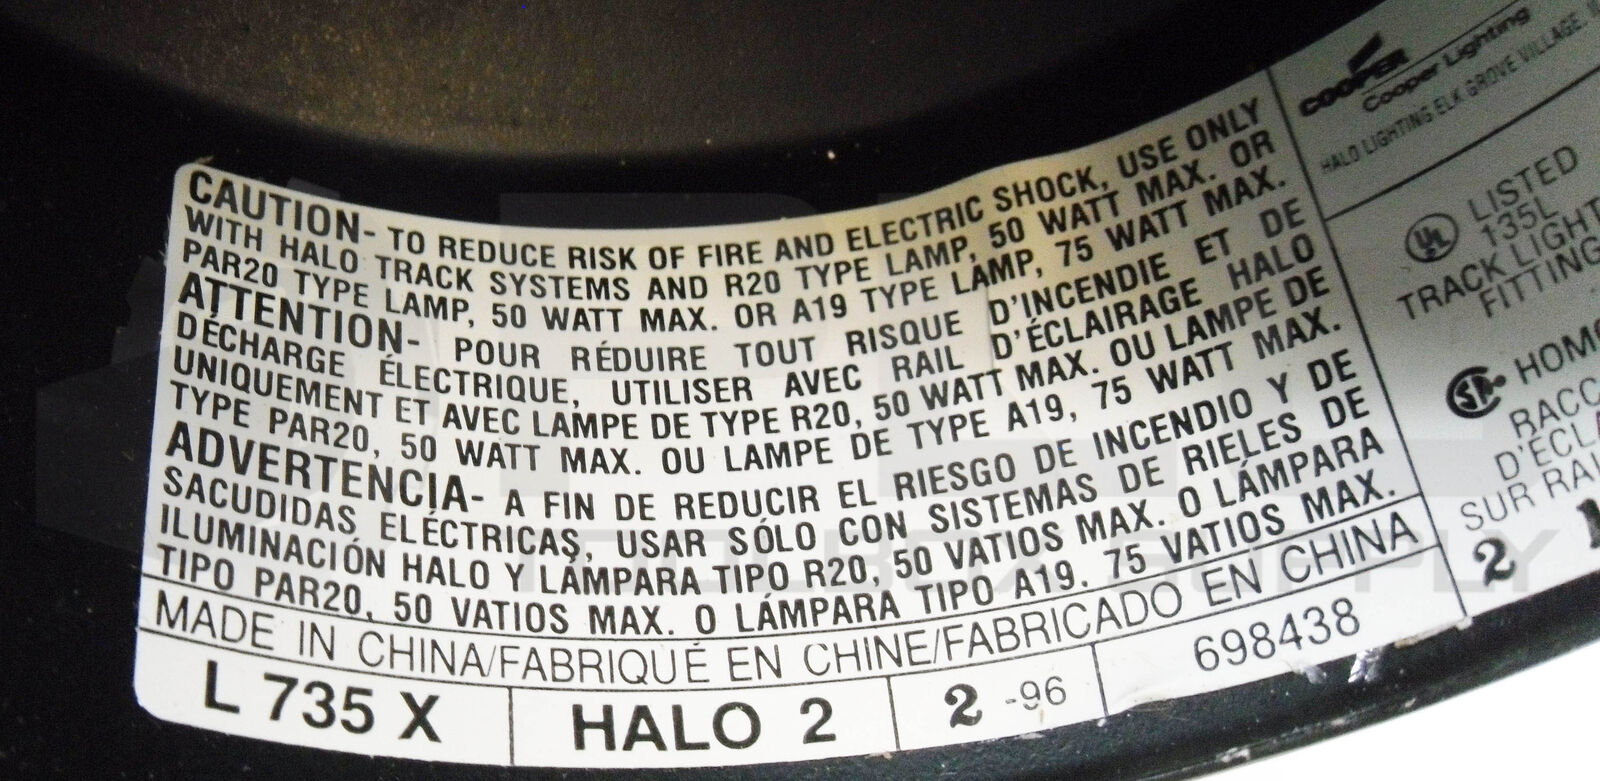 CAUTION- TO REDUCE RISK OF FIRE AND ELECTRIC SHOCK, USE ONLY
WITH HALO TRACK SYSTEMS AND R20 TYPE LAMP, 50 WATT MAX. OR
PAR20 TYPE LAMP, 50 WATT MAX. OR A19 TYPE LAMP, 75 WATT MAX.
ATTENTION- POUR RÉDUIRE TOUT RISQUE D'INCENDIE ET DE
DÉCHARGE ÉLECTRIQUE, UTILISER AVEC RAIL D'ÉCLAIRAGE HALO
UNIQUEMENT ET AVEC LAMPE DE TYPE R20, 50 WATT MAX. OU LAMPE DE
TYPE PAR20, 50 WATT MAX. OU LAMPE DE TYPE A19, 75 WATT MAX.
ADVERTENCIA- A FIN DE REDUCIR EL RIESGO DE INCENDIO Y DE
SACUDIDAS ELÉCTRICAS, USAR SÓLO CON SISTEMAS DE RIELES DE
ILUMINACIÓN HALO Y LÁMPARA TIPO R20, 50 VATIOS MAX. O LÁMPARA
TIPO PAR20, 50 VATIOS MAX. O LÁMPARA TIPO A19. 75 VATIOS MAX.
MADE IN CHINA/FABRIQUÉ EN CHINE/FABRICADO EN CHINA
L 735 X HALO 2 2 -96 698438
COOPER Cooper Lighting
HALO LIGHTING ELK GROVE VILLAGE,
UL LISTED
135L
TRACK LIGHT
FITTING
SA HOMO
RACC
D'ÉCLA
SUR RAI
2
TOOLBOX SUPPLY